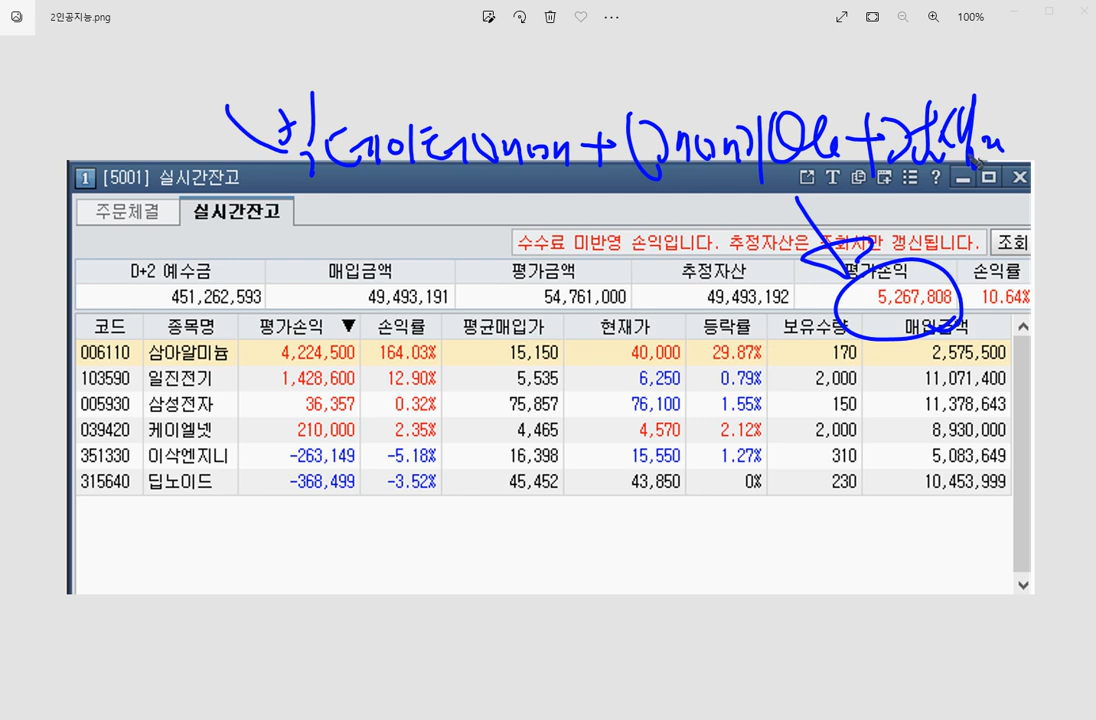 2인공지능.png
100%
1 [5001] 실시간잔고
주문체결 실시간잔고
수수료 미반영 손익입니다. 추정자산은 조회시만 갱신됩니다. 조회
D+2 예수금 매입금액 평가금액 추정자산 평가손익 손익률
451,262,593 49,493,191 54,761,000 49,493,192 5,267,808 10.64%
코드 종목명 평가손익 ▼ 손익률 평균매입가 현재가 등락률 보유수량 매입금액
006110 삼아알미늄 4,224,500 164.03% 15,150 40,000 29.87% 170 2,575,500
103590 일진전기 1,428,600 12.90% 5,535 6,250 0.79% 2,000 11,071,400
005930 삼성전자 36,357 0.32% 75,857 76,100 1.55% 150 11,378,643
039420 케이엘넷 210,000 2.35% 4,465 4,570 2.12% 2,000 8,930,000
351330 이삭엔지니 -263,149 -5.18% 16,398 15,550 1.27% 310 5,083,649
315640 딥노이드 -368,499 -3.52% 45,452 43,850 0% 230 10,453,999